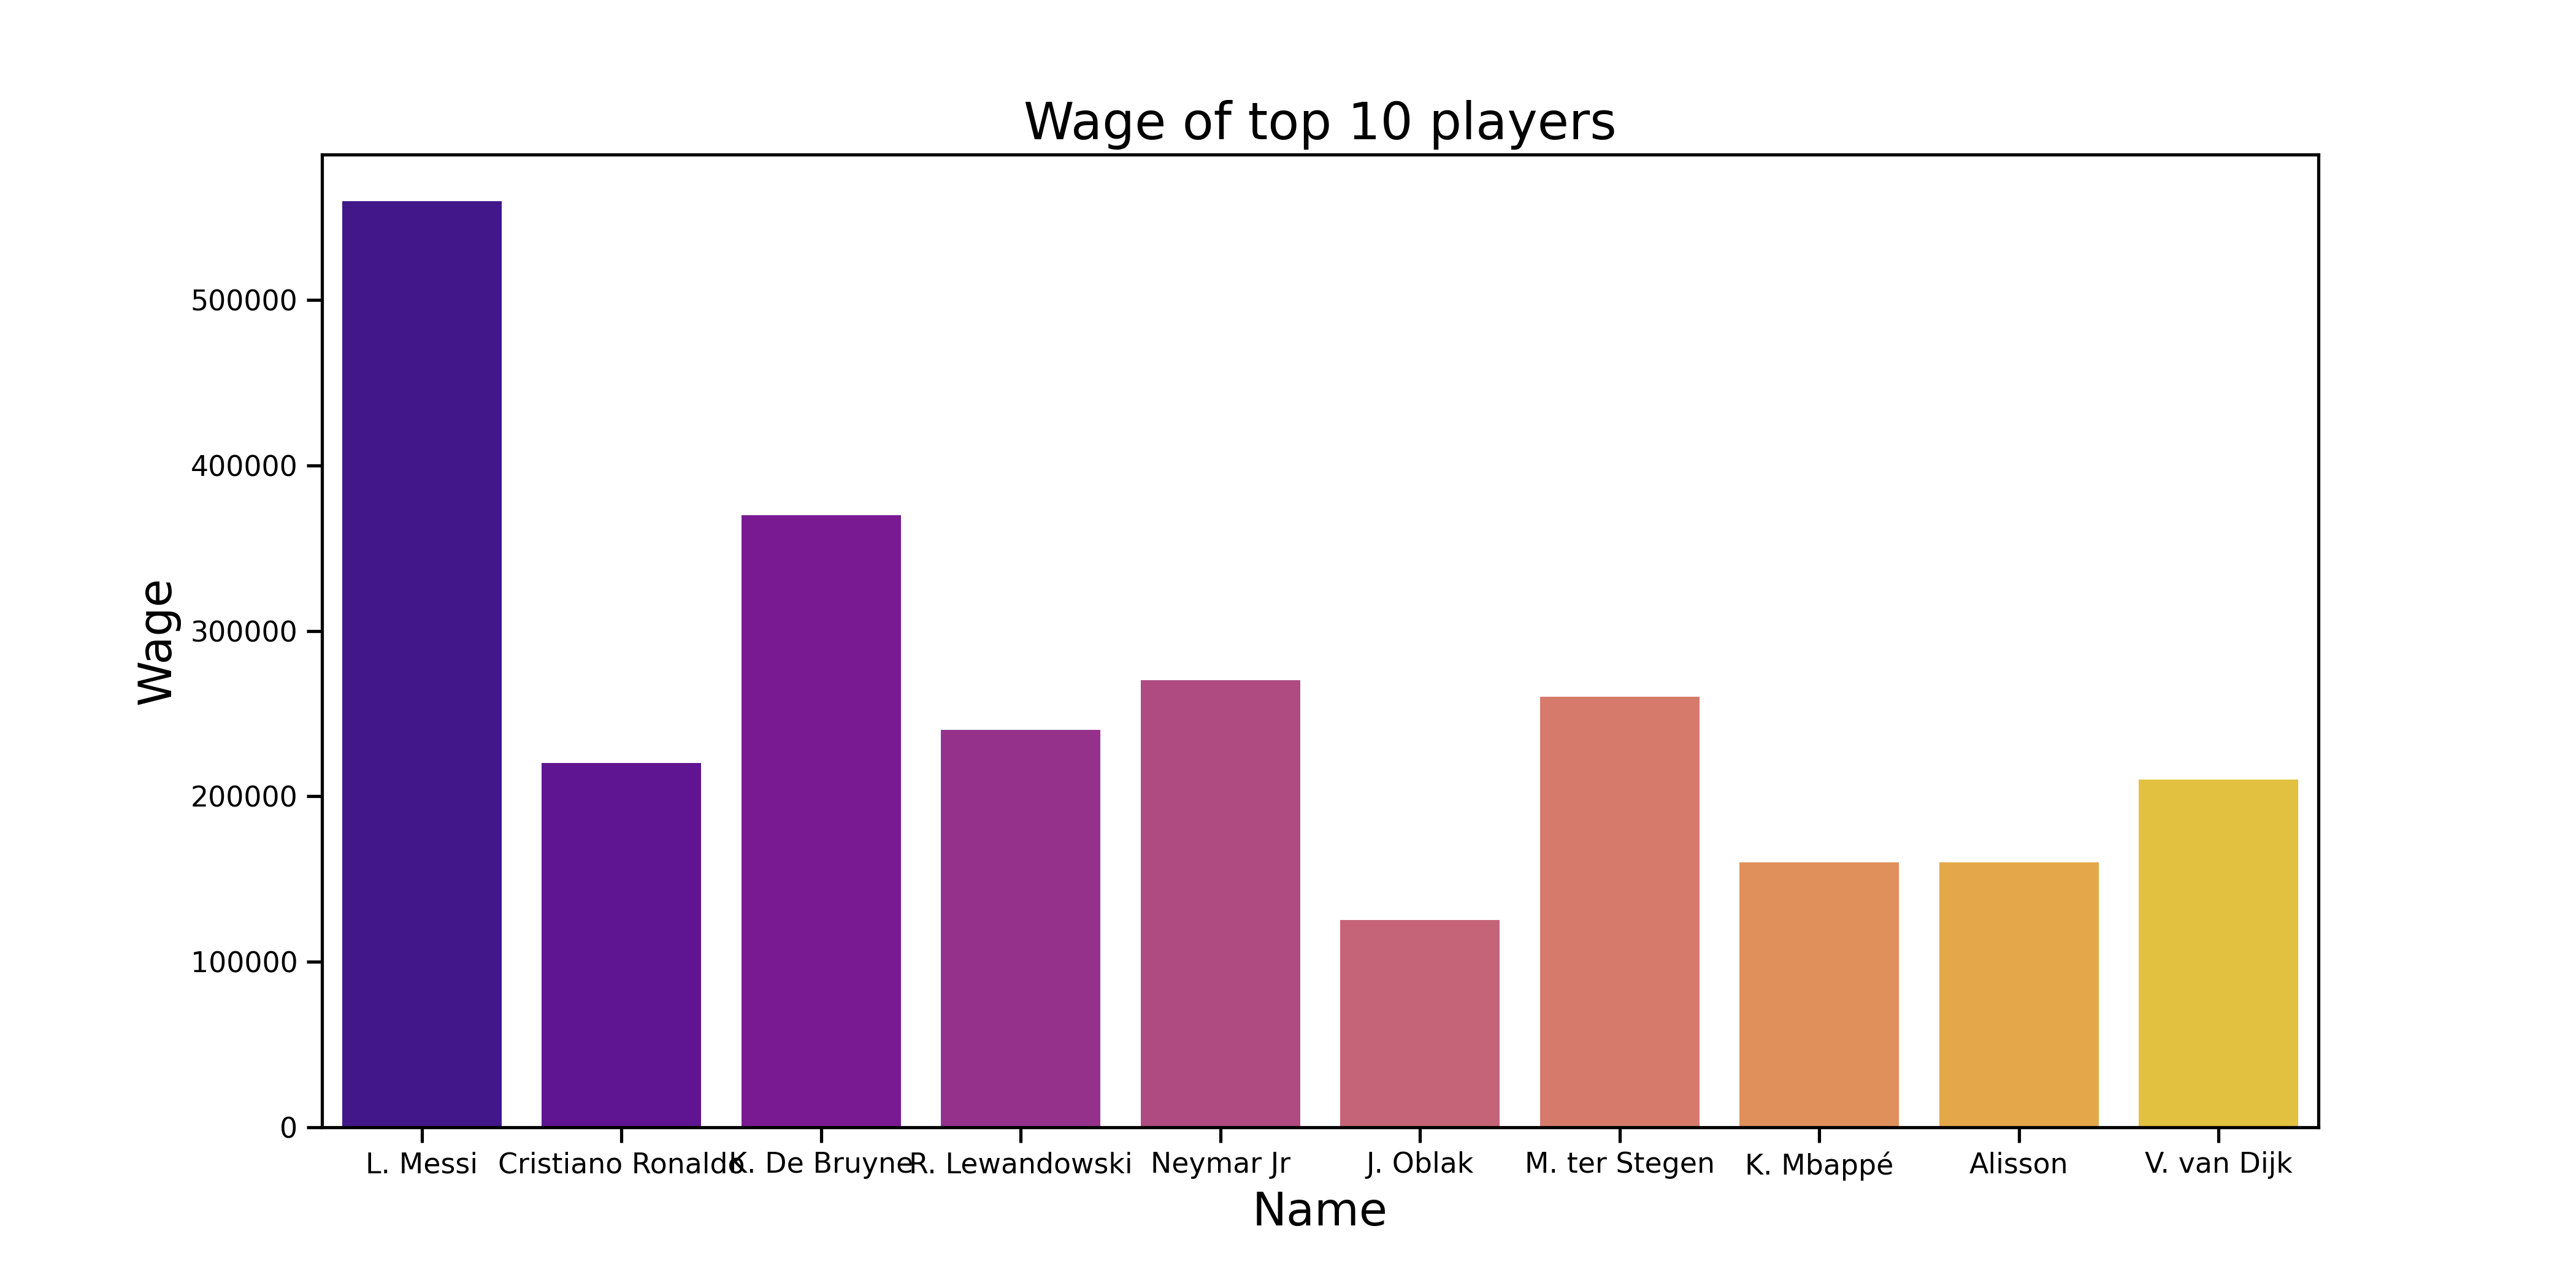 Wage of top 10 players
Wage
500000
400000
300000
200000
100000
0
L. Messi Cristiano Ronaldo K. De Bruyne R. Lewandowski Neymar Jr J. Oblak M. ter Stegen K. Mbappé Alisson V. van Dijk
Name